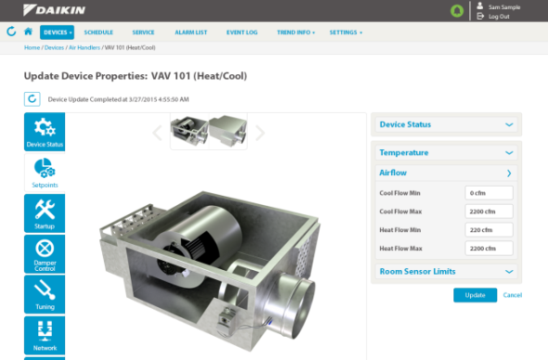 DAIKIN
Sam Sample
Log Out
DEVICES
SCHEDULE
SERVICE
ALARM LIST
EVENT LOG
TREND INFO
SETTINGS
Home / Devices / Air Handlers / VAV 101 (Heat/Cool)
Update Device Properties: VAV 101 (Heat/Cool)
Device Update Completed at 3/27/2015 4:55:50 AM
Device Status
Setpoints
Startup
Damper
Control
Tuning
Network
Device Status
Temperature
Airflow
Cool Flow Min 0 cfm
Cool Flow Max 2200 cfm
Heat Flow Min 220 cfm
Heat Flow Max 2200 cfm
Room Sensor Limits
Update Cancel